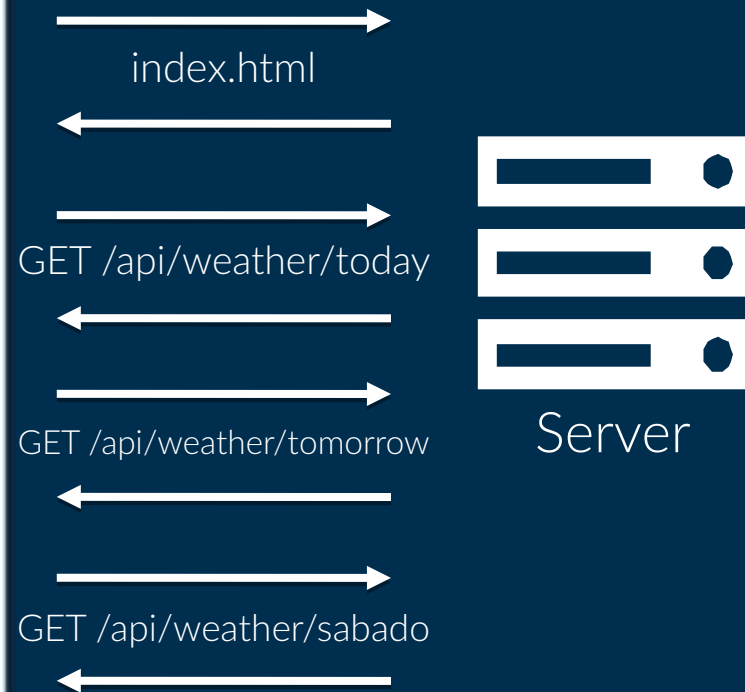 index.html
GET /api/weather/today
GET /api/weather/tomorrow
Server
GET /api/weather/sabado